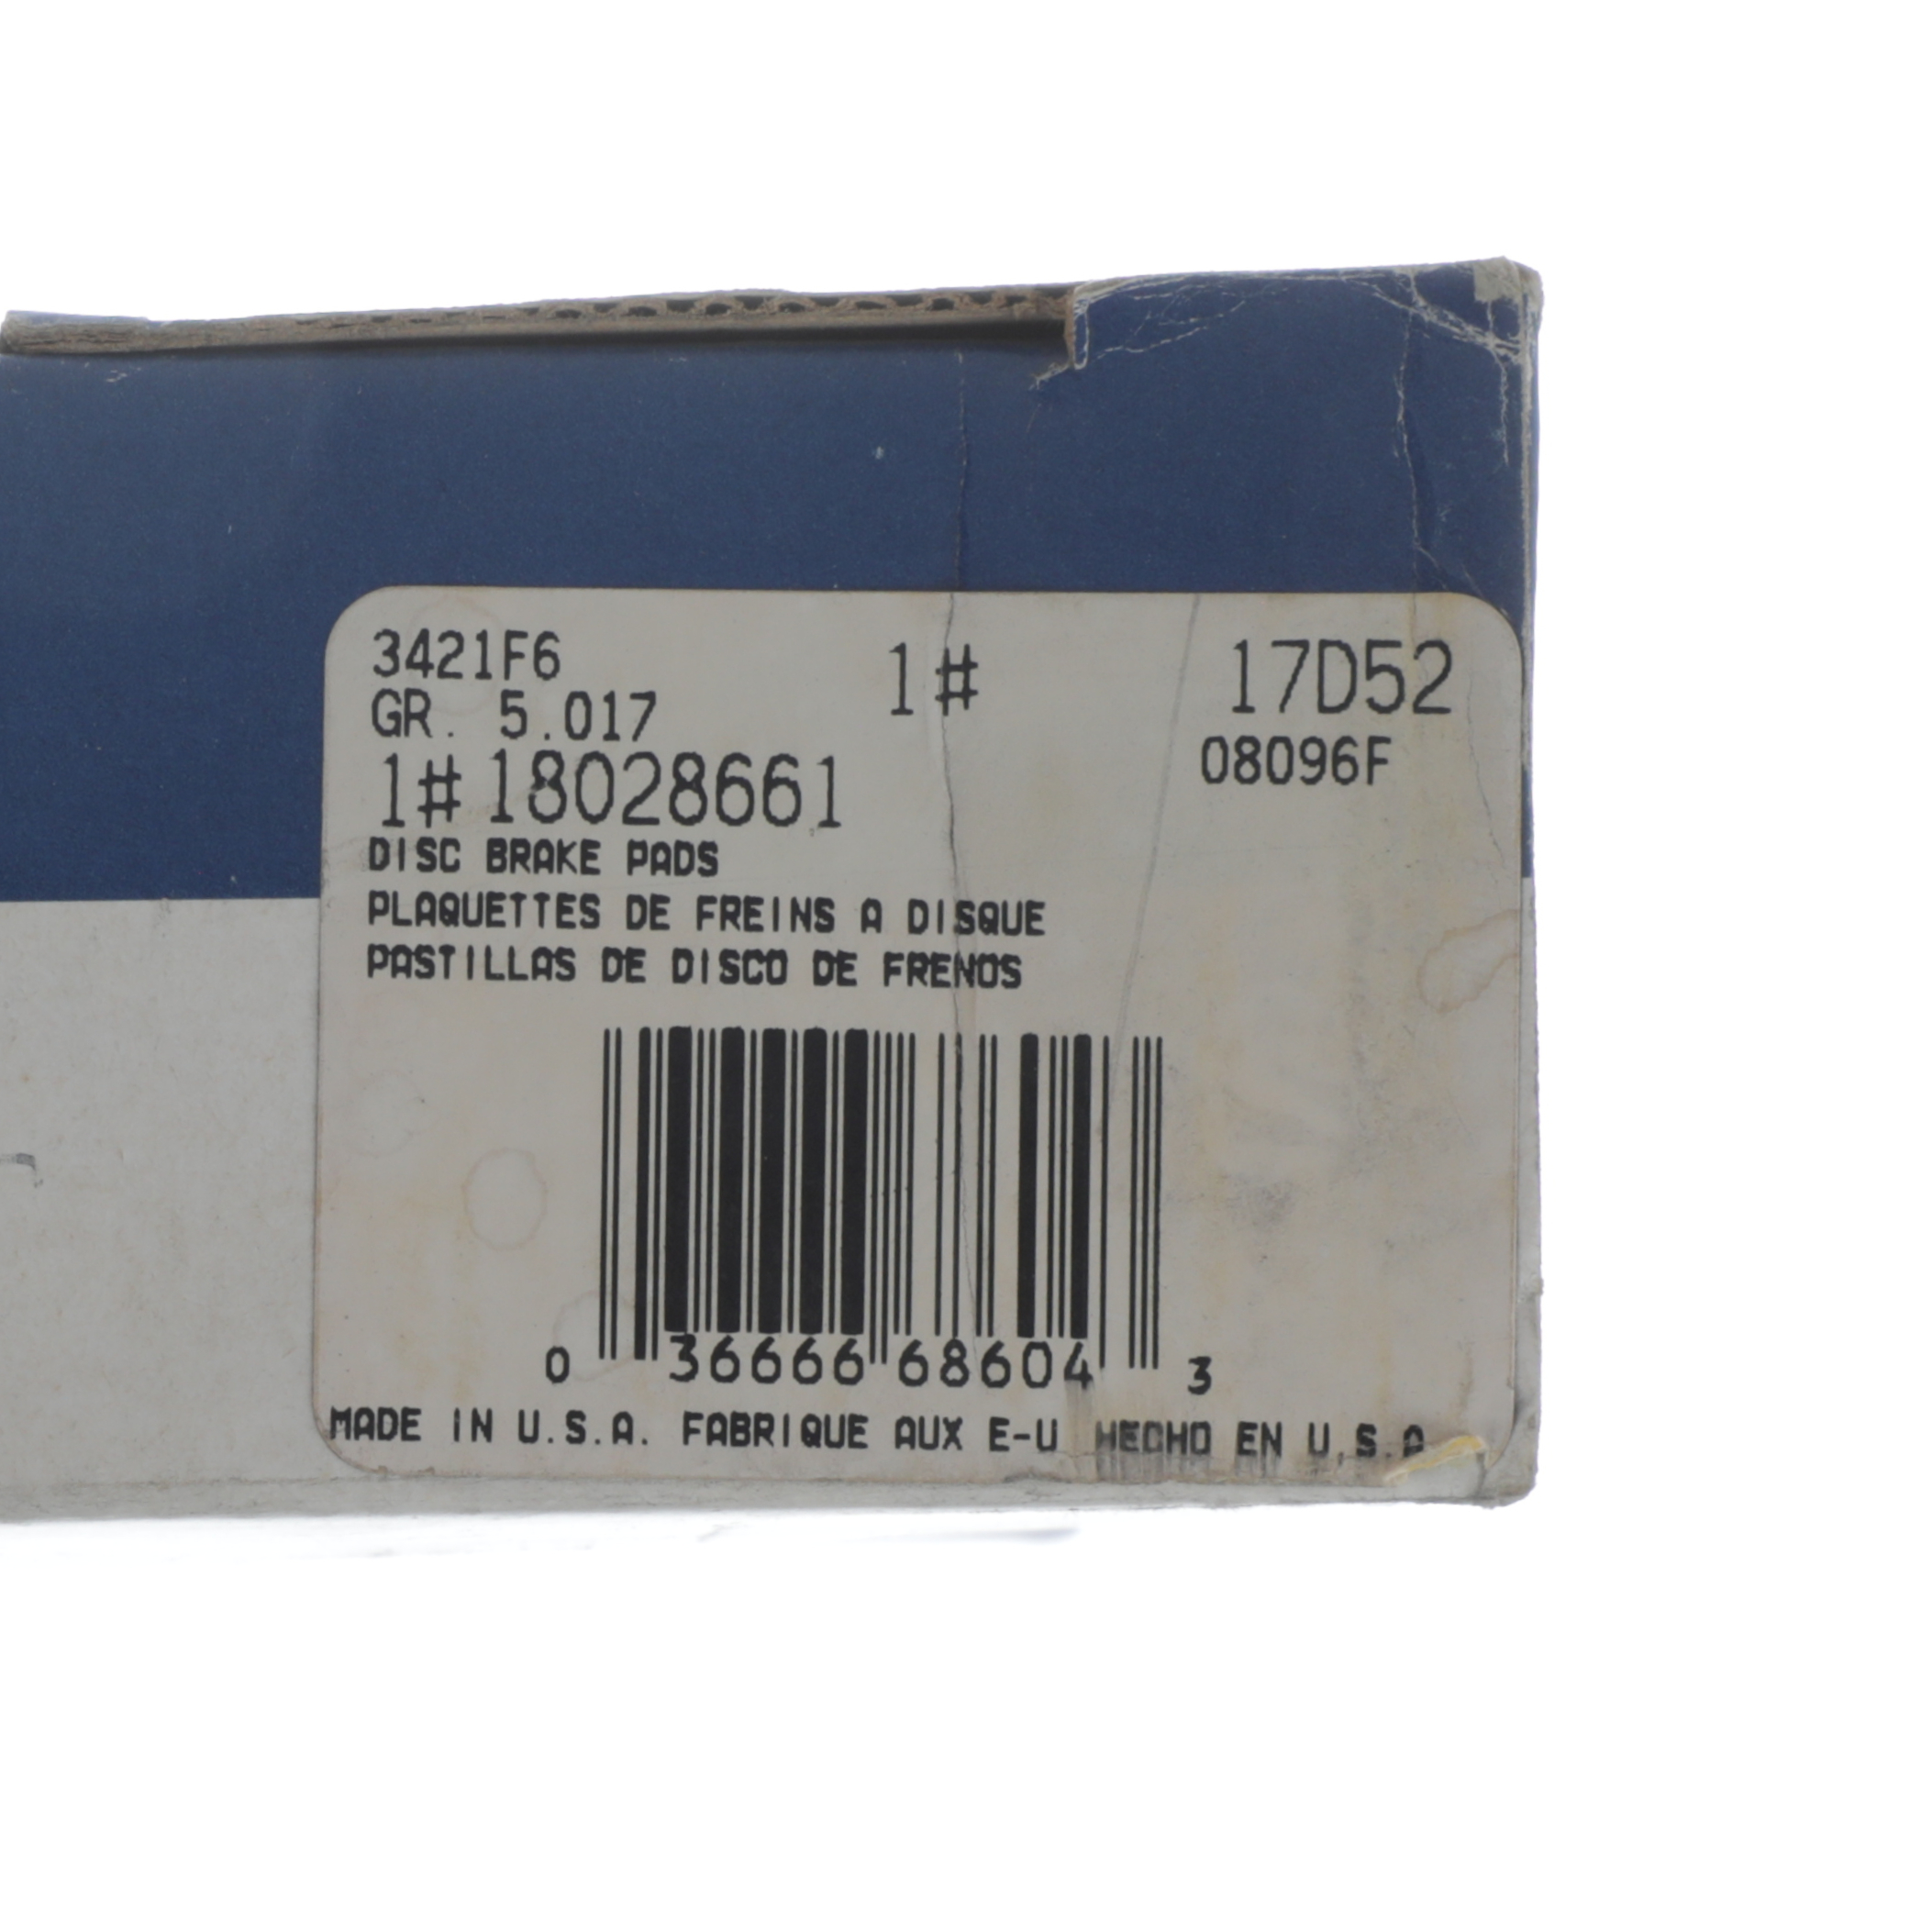 3421F6 1# 17D52
GR. 5.017 08096F
1# 18028661
DISC BRAKE PADS
PLAQUETTES DE FREINS A DISQUE
PASTILLAS DE DISCO DE FRENOS
0 36666 68604 3
MADE IN U.S.A. FABRIQUE AUX E-U HECHO EN U.S.A